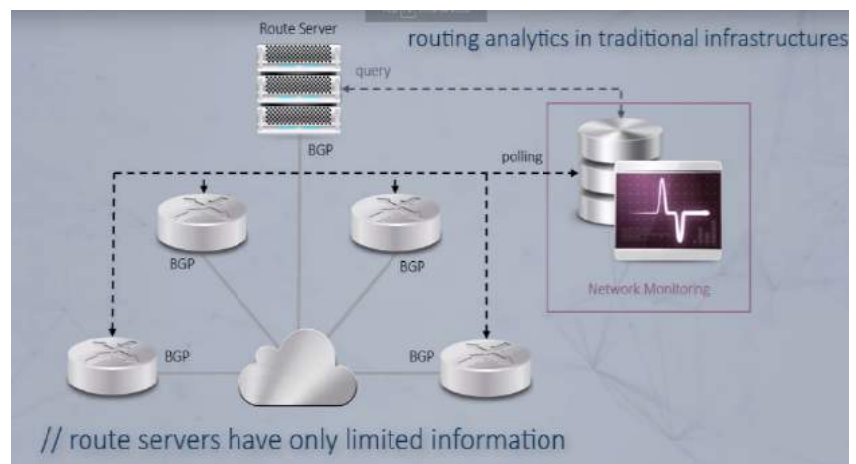 Route Server
routing analytics in traditional infrastructures
query
BGP
polling
BGP
BGP
Network Monitoring
BGP
BGP
// route servers have only limited information